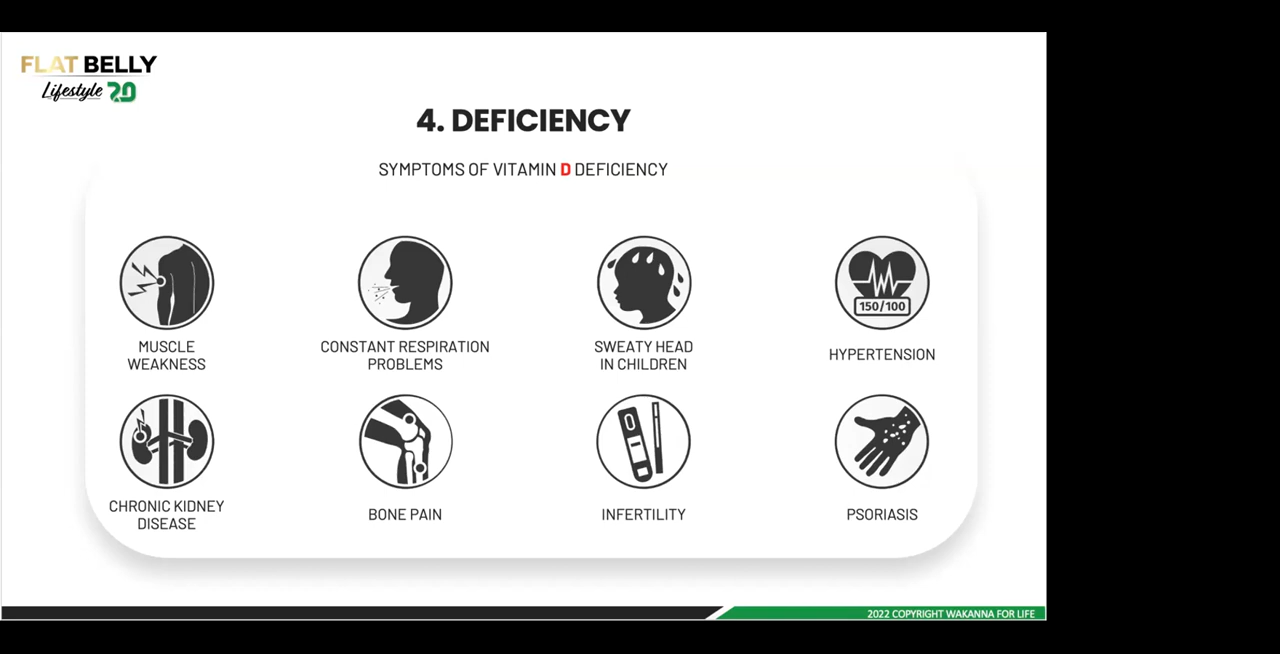 FLAT BELLY
Lifestyle 2.0
4. DEFICIENCY
SYMPTOMS OF VITAMIN D DEFICIENCY
MUSCLE
WEAKNESS
CONSTANT RESPIRATION
PROBLEMS
SWEATY HEAD
IN CHILDREN
150/100
HYPERTENSION
CHRONIC KIDNEY
DISEASE
BONE PAIN
INFERTILITY
PSORIASIS
2022 COPYRIGHT WAKANNA FOR LIFE